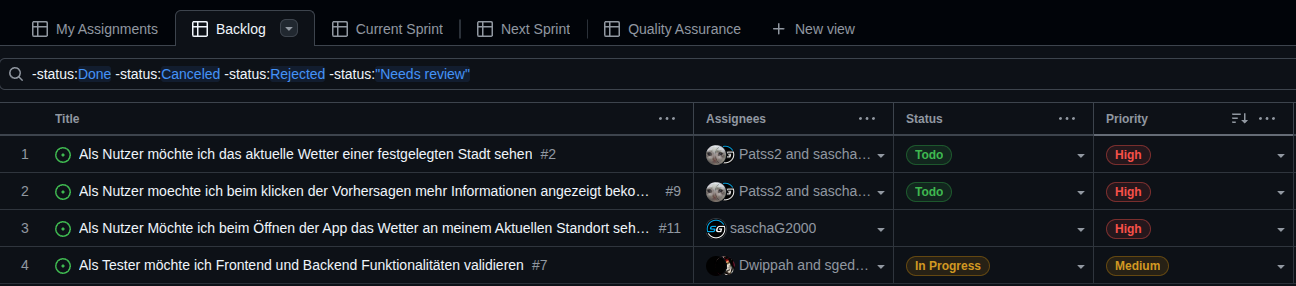 My Assignments Backlog Current Sprint Next Sprint Quality Assurance + New view
-status:Done -status:Canceled -status:Rejected -status:"Needs review"
Title Assignees Status Priority
1 Als Nutzer möchte ich das aktuelle Wetter einer festgelegten Stadt sehen #2 Patss2 and sascha... Todo High
2 Als Nutzer moechte ich beim klicken der Vorhersagen mehr Informationen angezeigt beko... #9 Patss2 and sascha... Todo High
3 Als Nutzer Möchte ich beim Öffnen der App das Wetter an meinem Aktuellen Standort seh... #11 SG saschaG2000 High
4 Als Tester möchte ich Frontend und Backend Funktionalitäten validieren #7 Dwippah and sged... In Progress Medium